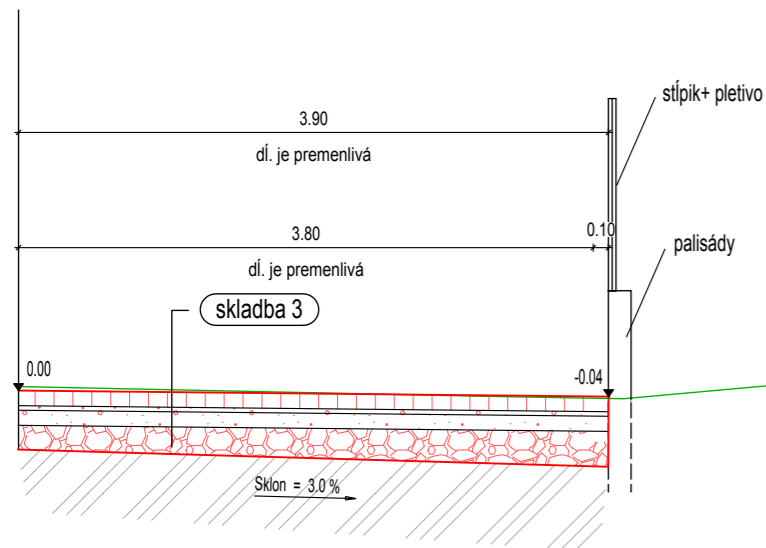 stĺpik+ pletivo
3.90
dĺ. je premenlivá
3.80
0.10
palisády
dĺ. je premenlivá
skladba 3
0.00
-0.04
Sklon = 3.0 %